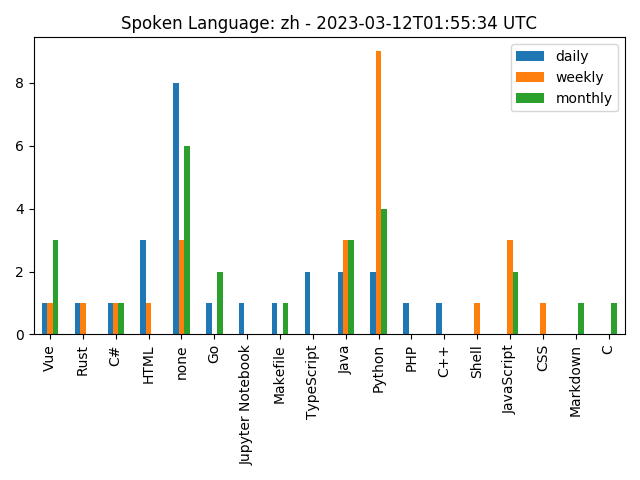 Spoken Language: zh - 2023-03-12T01:55:34 UTC
daily
weekly
monthly
8
6
4
2
0
Vue
Rust
C#
HTML
none
Go
Jupyter Notebook
Makefile
TypeScript
Java
Python
PHP
C++
Shell
JavaScript
CSS
Markdown
C